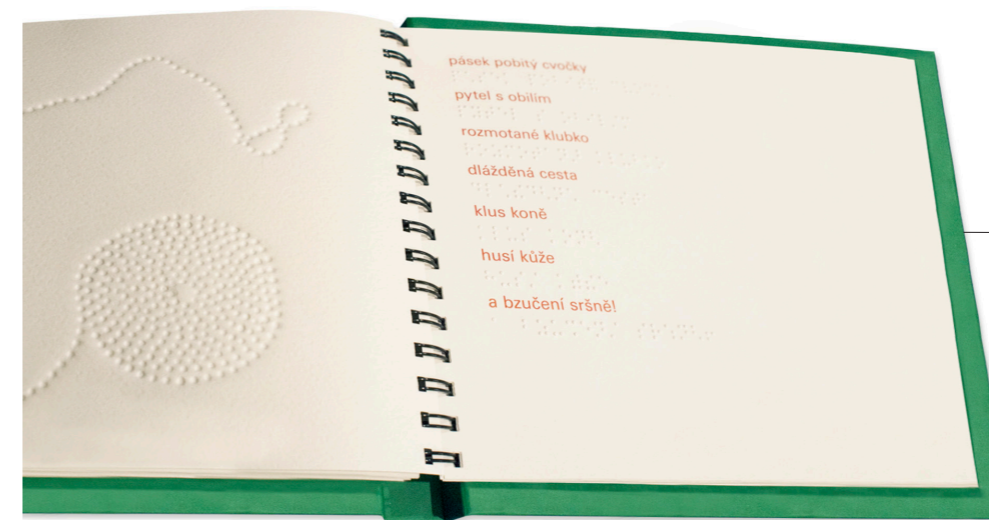 pásek pobitý cvočky
pytel s obilím
rozmotané klubko
dlážděná cesta
klus koně
husí kůže
a bzučení sršně!